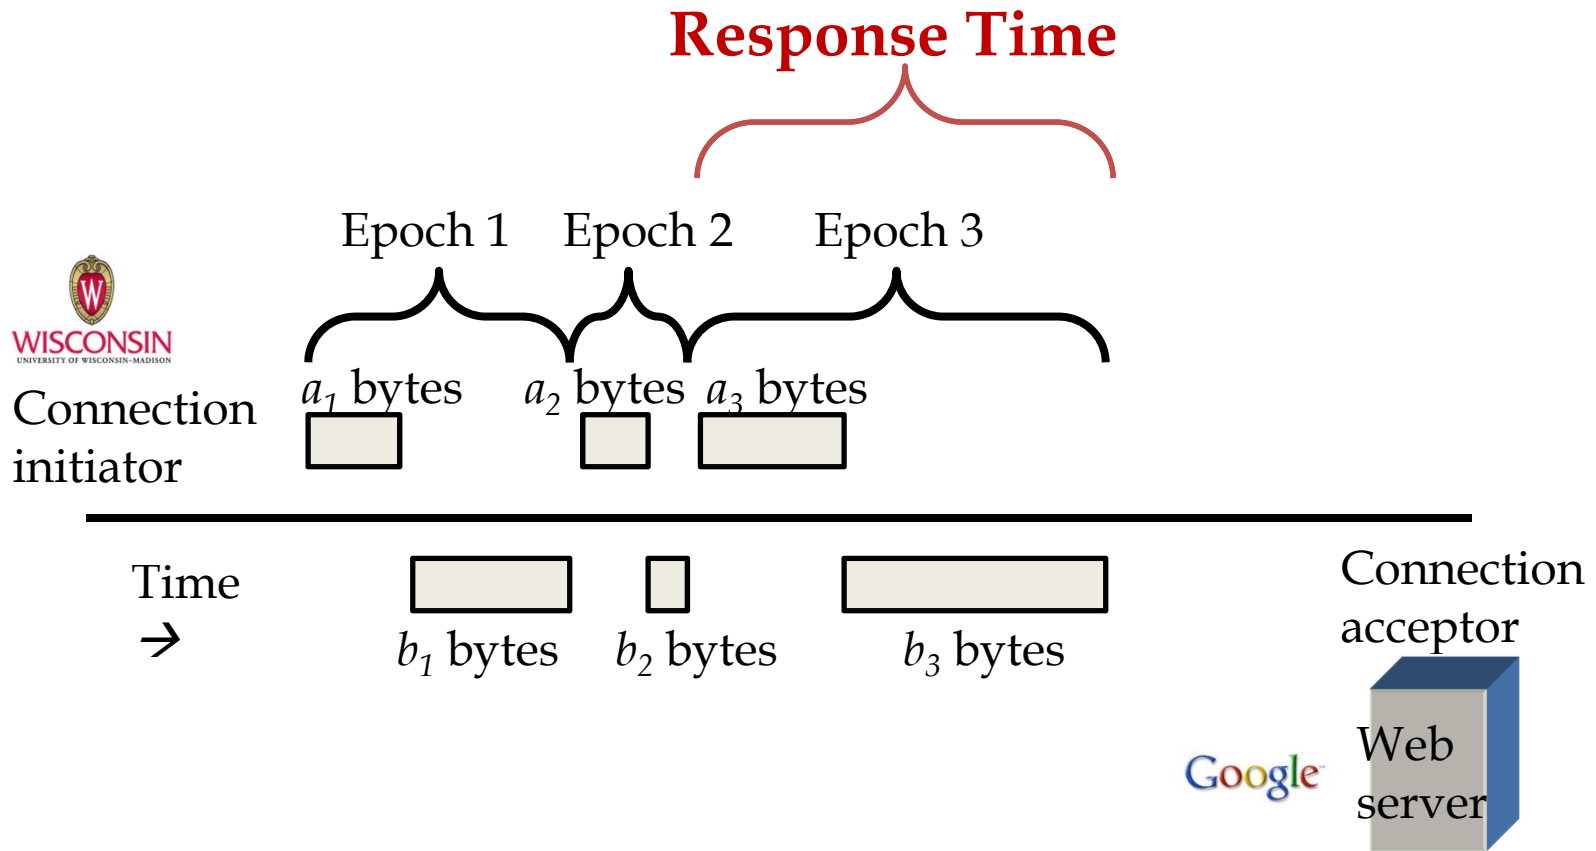 Response Time
Epoch 1 Epoch 2 Epoch 3
W
WISCONSIN
UNIVERSITY OF WISCONSIN–MADISON
a1 bytes a2 bytes a3 bytes
Connection
initiator
Time
→
b1 bytes b2 bytes b3 bytes
Connection
acceptor
Google
Web
server